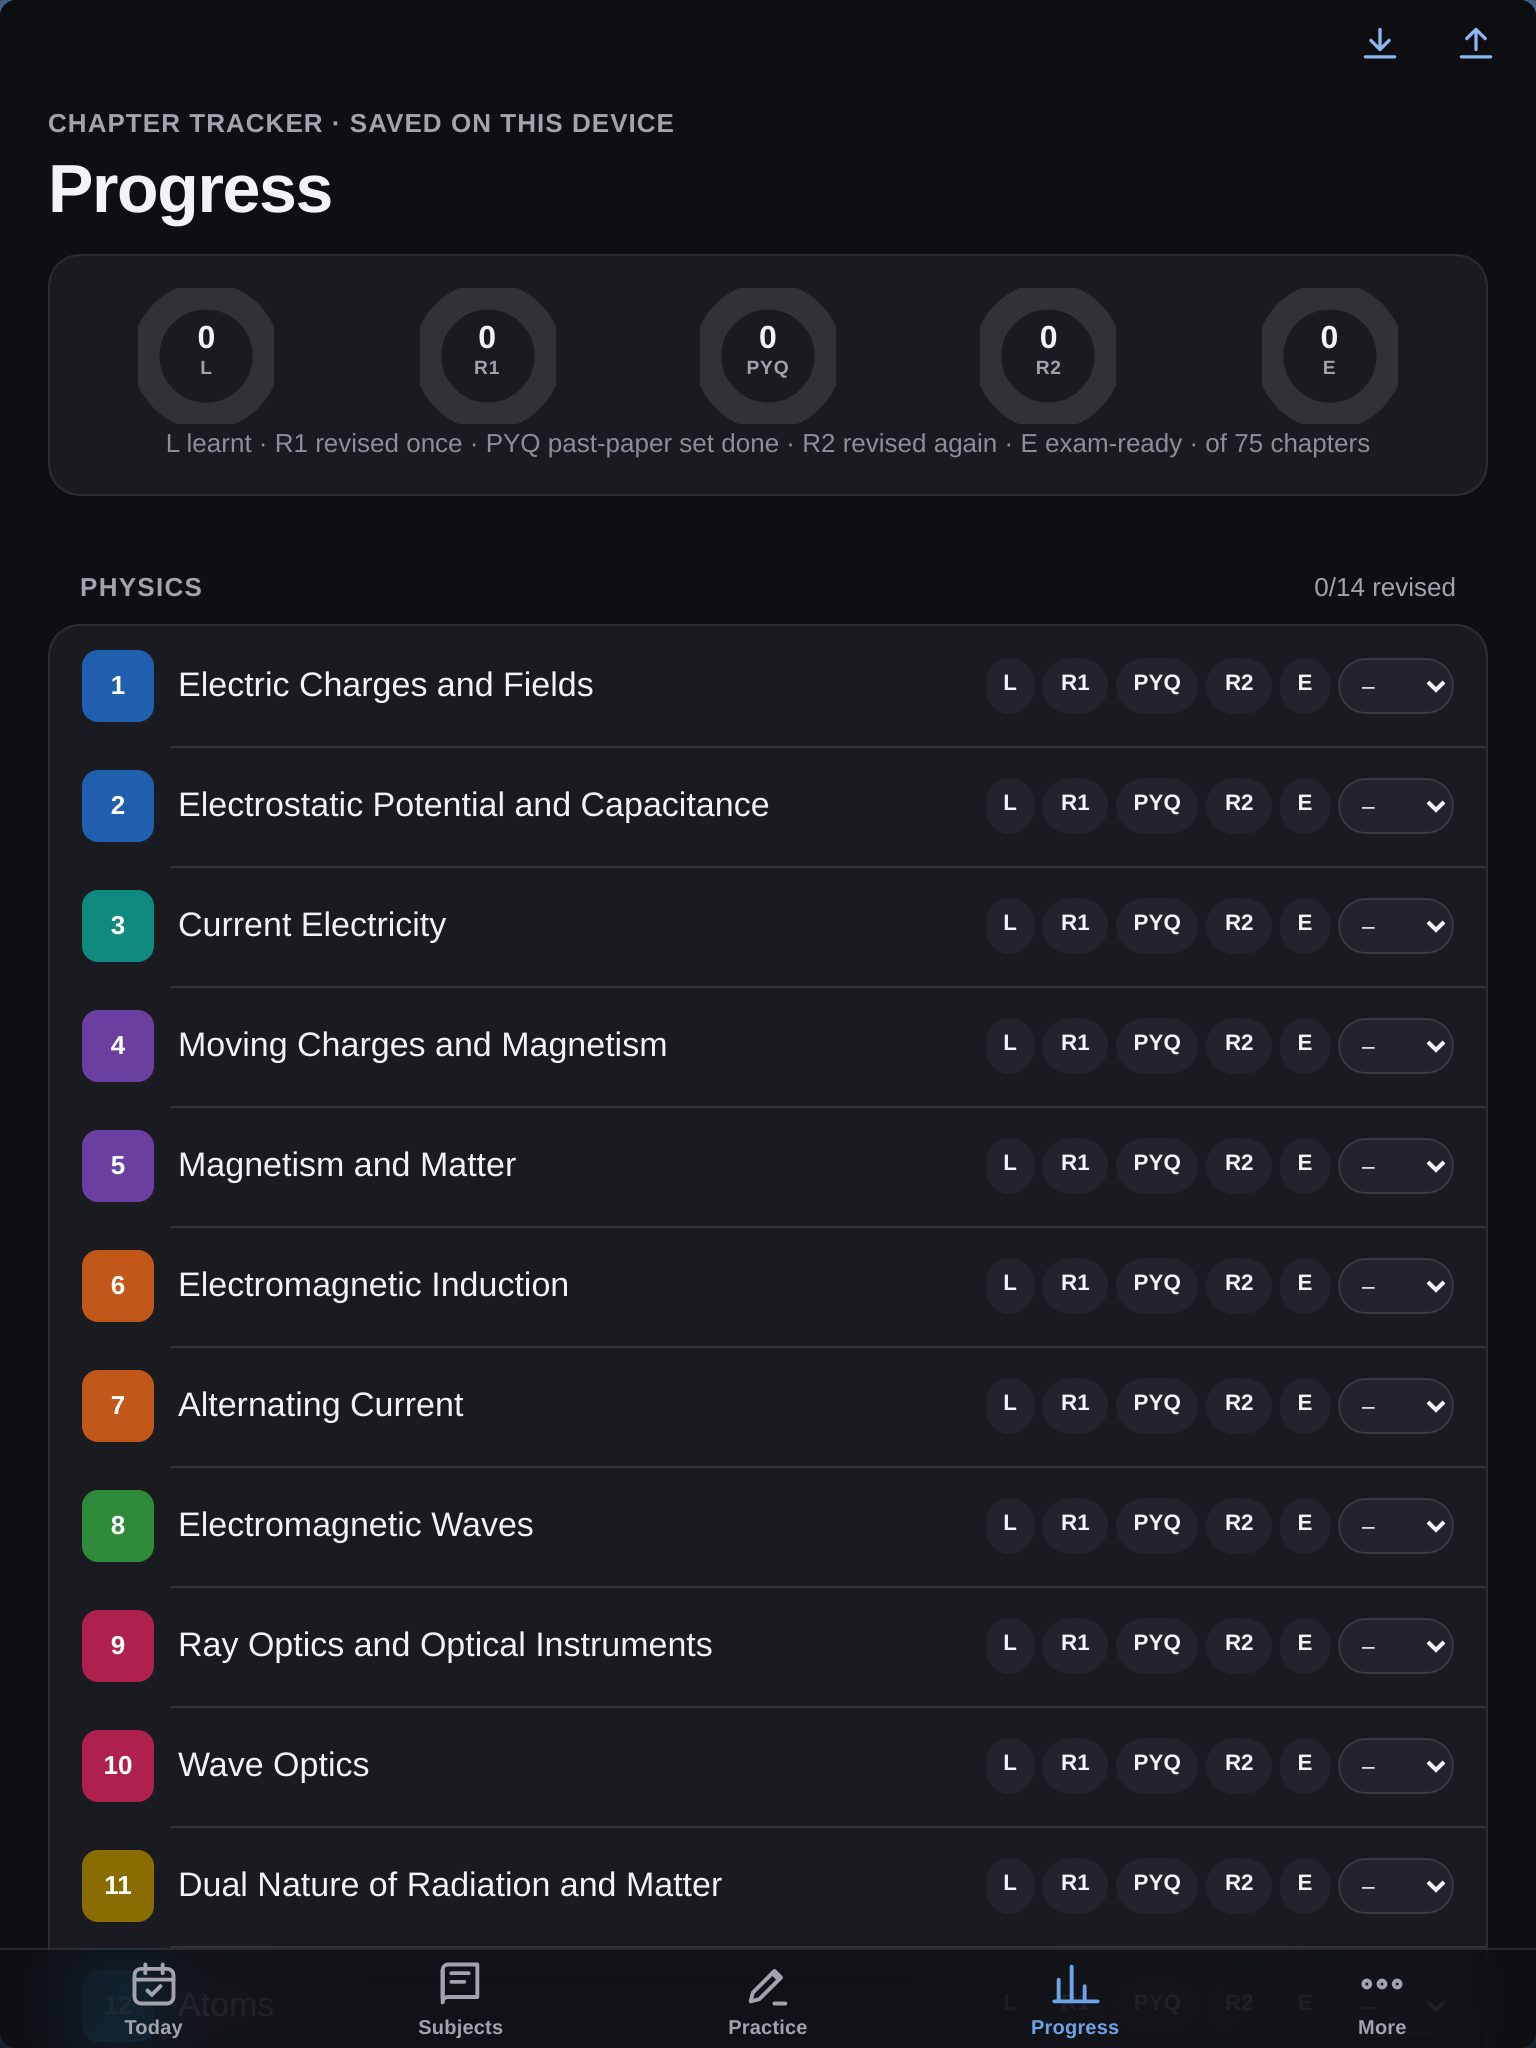 CHAPTER TRACKER · SAVED ON THIS DEVICE
Progress
0 0 0 0 0
L R1 PYQ R2 E
L learnt · R1 revised once · PYQ past-paper set done · R2 revised again · E exam-ready · of 75 chapters
PHYSICS 0/14 revised
1 Electric Charges and Fields L R1 PYQ R2 E –
2 Electrostatic Potential and Capacitance L R1 PYQ R2 E –
3 Current Electricity L R1 PYQ R2 E –
4 Moving Charges and Magnetism L R1 PYQ R2 E –
5 Magnetism and Matter L R1 PYQ R2 E –
6 Electromagnetic Induction L R1 PYQ R2 E –
7 Alternating Current L R1 PYQ R2 E –
8 Electromagnetic Waves L R1 PYQ R2 E –
9 Ray Optics and Optical Instruments L R1 PYQ R2 E –
10 Wave Optics L R1 PYQ R2 E –
11 Dual Nature of Radiation and Matter L R1 PYQ R2 E –
12 Atoms L R1 PYQ R2 E –
Today Subjects Practice Progress More